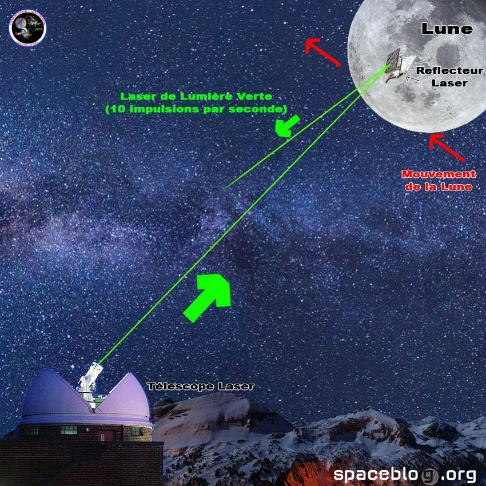 Lune
Reflecteur
Laser
Laser de Lumière Verte
(10 impulsions par seconde)
Mouvement
de la Lune
Télescope Laser
spaceblog.org